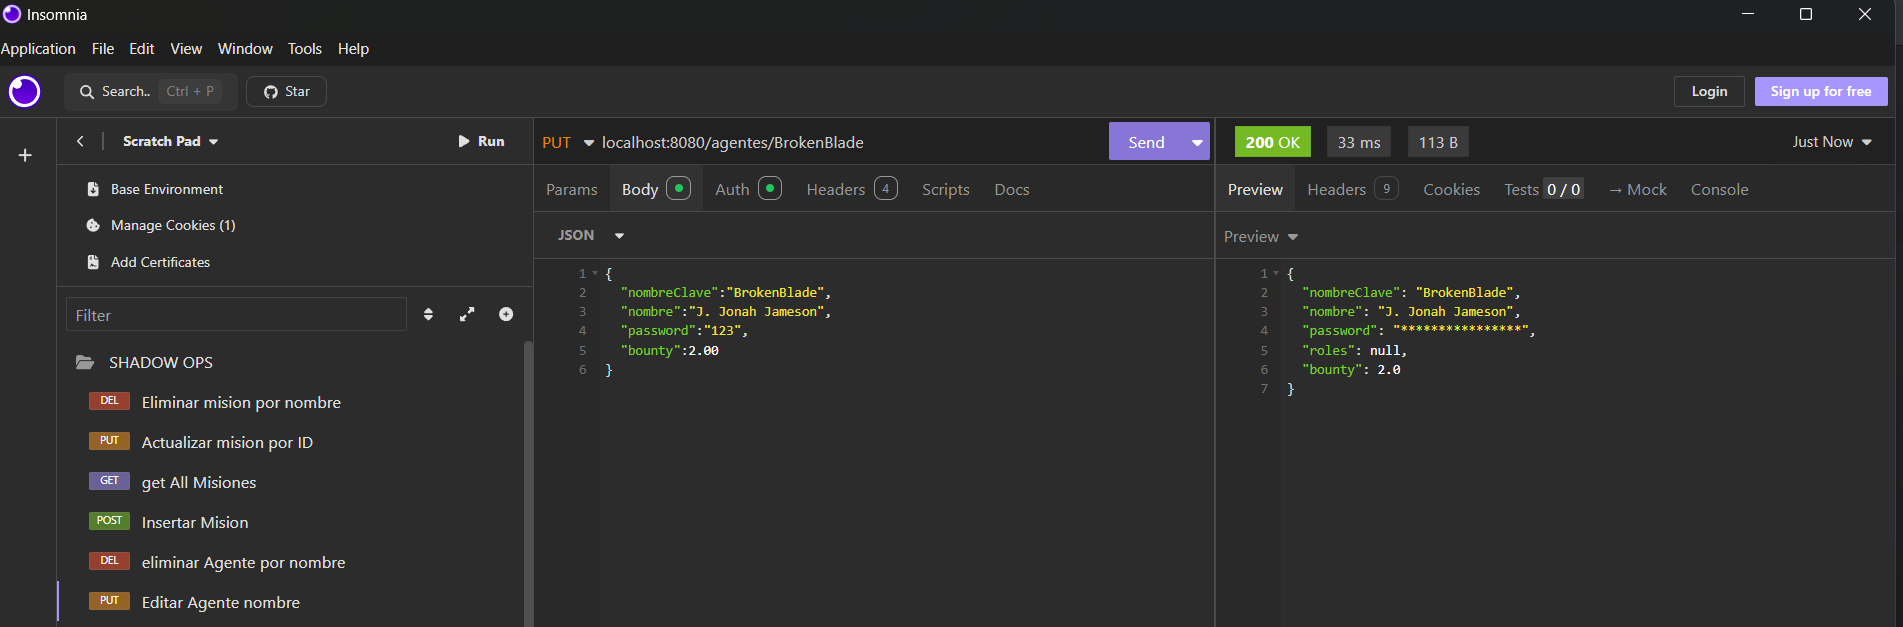 Insomnia
Application File Edit View Window Tools Help
Search.. Ctrl + P Star Login Sign up for free
Scratch Pad Run
Base Environment
Manage Cookies (1)
Add Certificates
Filter
SHADOW OPS
DEL Eliminar mision por nombre
PUT Actualizar mision por ID
GET get All Misiones
POST Insertar Mision
DEL eliminar Agente por nombre
PUT Editar Agente nombre
PUT localhost:8080/agentes/BrokenBlade Send
Params Body Auth Headers 4 Scripts Docs
JSON
1 {
2 "nombreClave":"BrokenBlade",
3 "nombre":"J. Jonah Jameson",
4 "password":"123",
5 "bounty":2.00
6 }
200 OK 33 ms 113 B Just Now
Preview Headers 9 Cookies Tests 0 / 0 → Mock Console
Preview
1 {
2 "nombreClave": "BrokenBlade",
3 "nombre": "J. Jonah Jameson",
4 "password": "****************",
5 "roles": null,
6 "bounty": 2.0
7 }